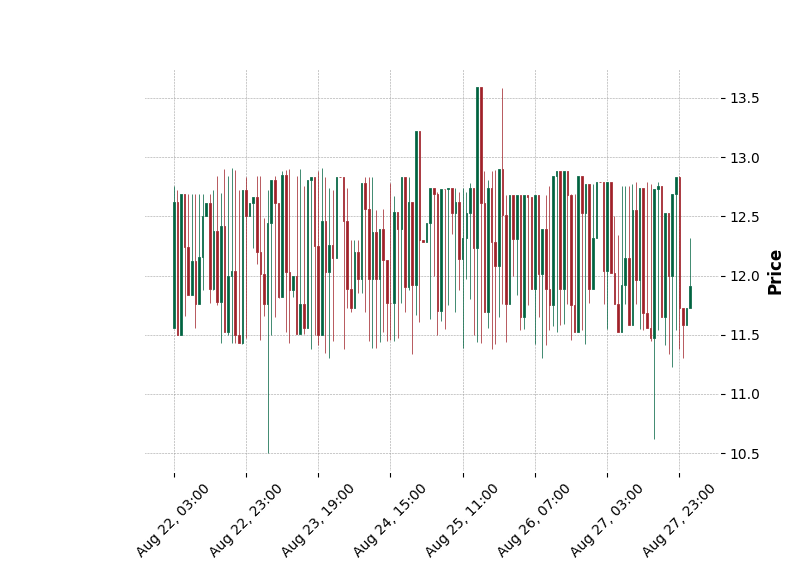 13.5
13.0
12.5
12.0
11.5
11.0
10.5
Price
Aug 22, 03:00
Aug 22, 23:00
Aug 23, 19:00
Aug 24, 15:00
Aug 25, 11:00
Aug 26, 07:00
Aug 27, 03:00
Aug 27, 23:00